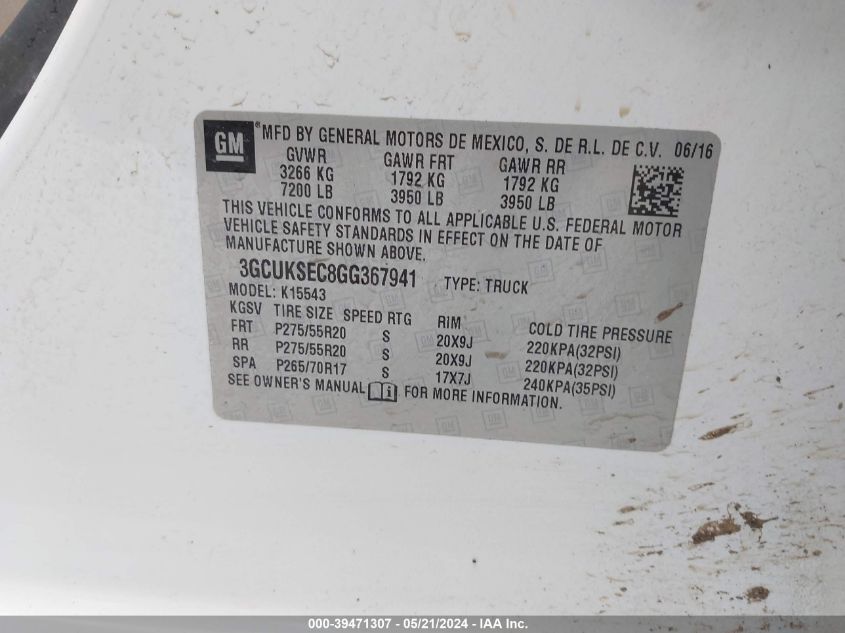 GM ® MFD BY GENERAL MOTORS DE MEXICO, S. DE R.L. DE C.V. 06/16
GVWR GAWR FRT GAWR RR
3266 KG 1792 KG 1792 KG
7200 LB 3950 LB 3950 LB
THIS VEHICLE CONFORMS TO ALL APPLICABLE U.S. FEDERAL MOTOR
VEHICLE SAFETY STANDARDS IN EFFECT ON THE DATE OF
MANUFACTURE SHOWN ABOVE.
3GCUKSEC8GG367941 TYPE: TRUCK
MODEL: K15543
KGSV TIRE SIZE SPEED RTG RIM COLD TIRE PRESSURE
FRT P275/55R20 S 20X9J 220KPA(32PSI)
RR P275/55R20 S 20X9J 220KPA(32PSI)
SPA P265/70R17 S 17X7J 240KPA(35PSI)
SEE OWNER'S MANUAL FOR MORE INFORMATION.
000-39471307 - 05/21/2024 - IAA Inc.